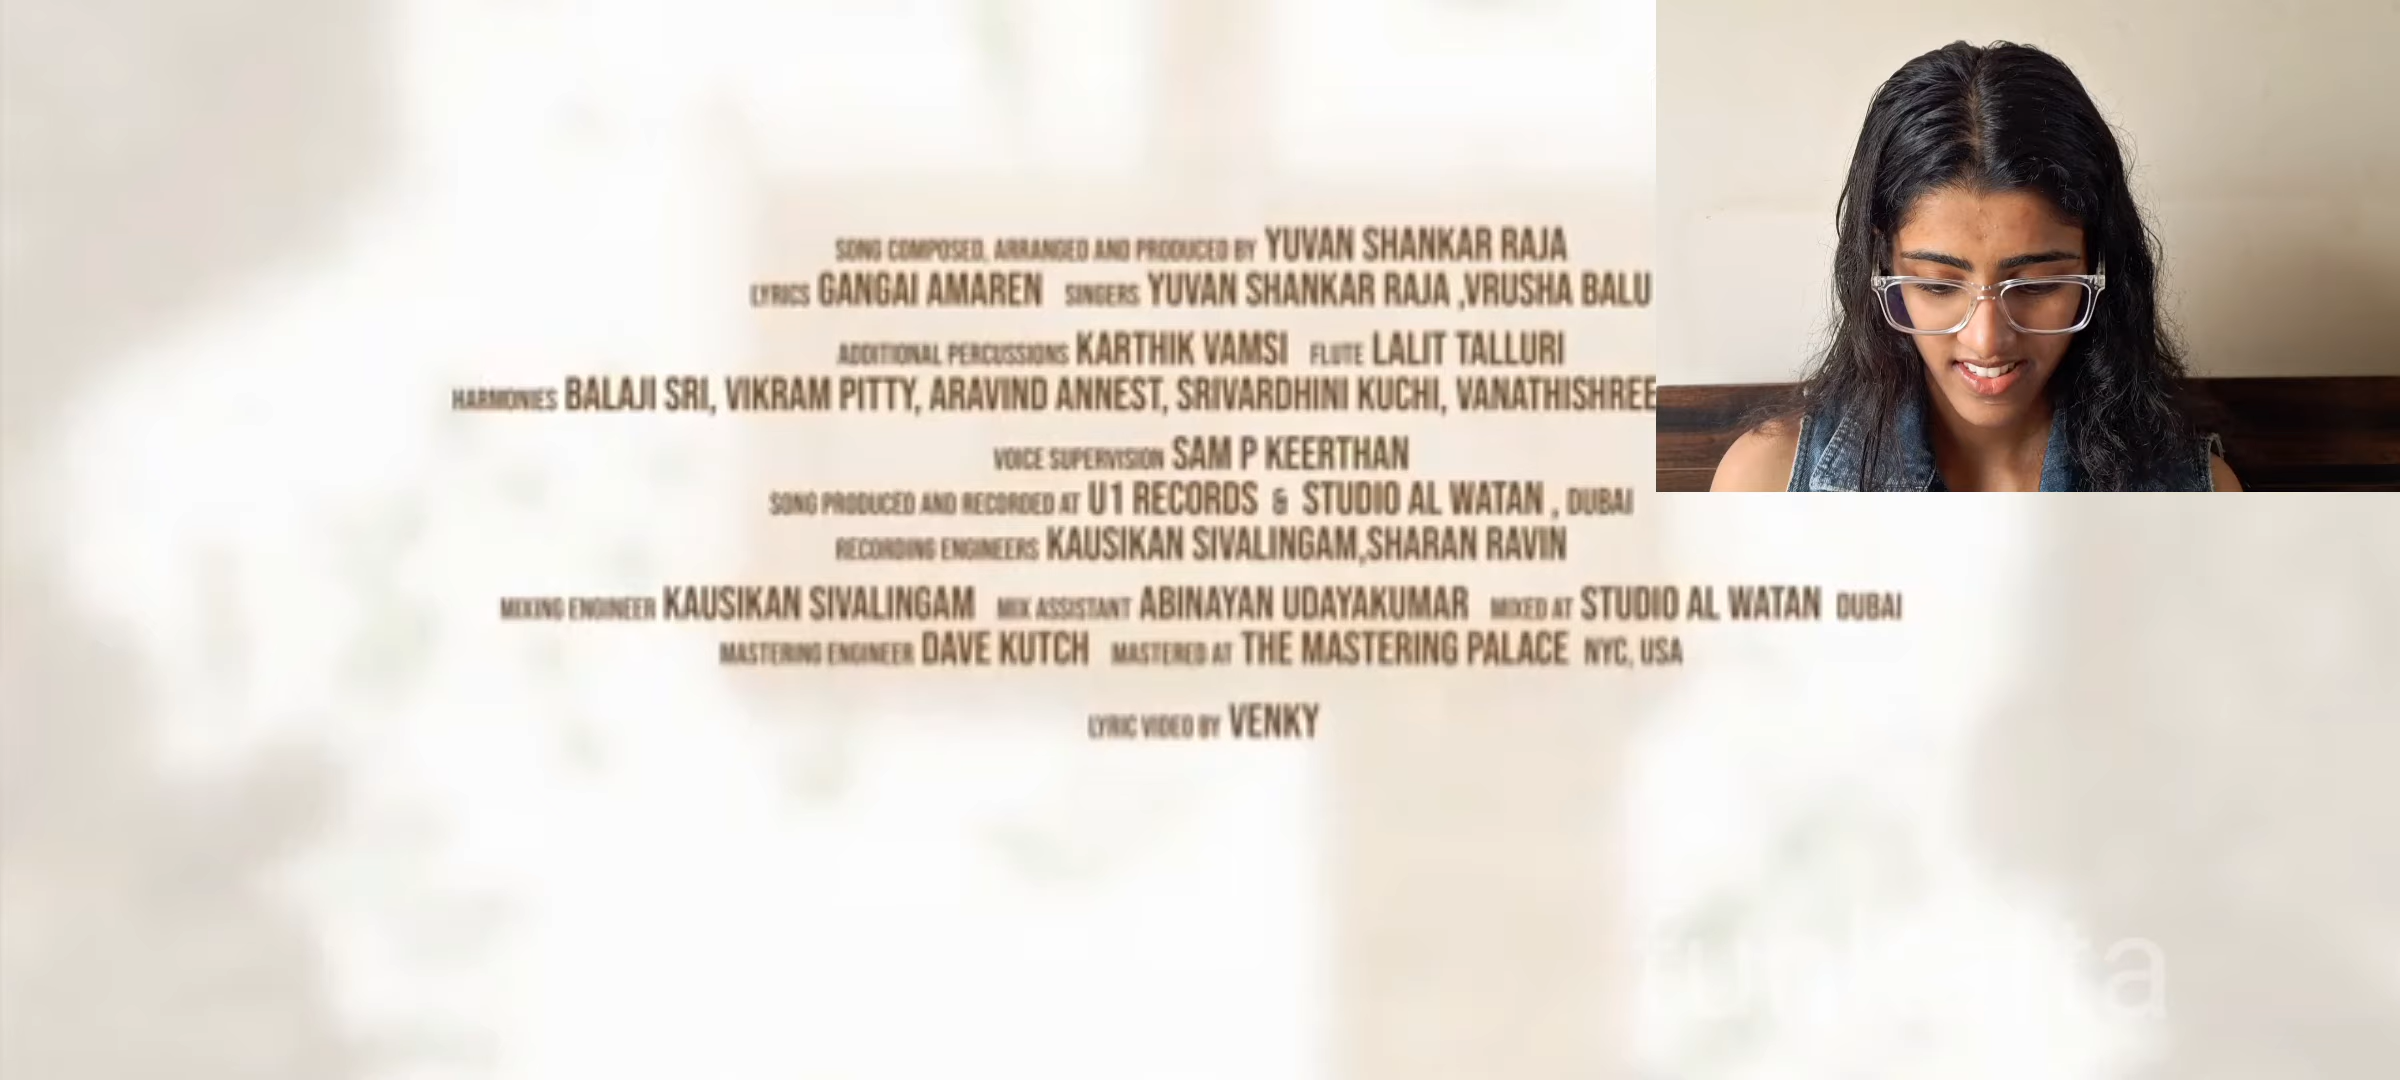 SONG COMPOSED, ARRANGED AND PRODUCED BY YUVAN SHANKAR RAJA
LYRICS GANGAI AMAREN SINGERS YUVAN SHANKAR RAJA ,VRUSHA BALU
ADDITIONAL PERCUSSIONS KARTHIK VAMSI FLUTE LALIT TALLURI
HARMONIES BALAJI SRI, VIKRAM PITTY, ARAVIND ANNEST, SRIVARDHINI KUCHI, VANATHISHREE
VOICE SUPERVISION SAM P KEERTHAN
SONG PRODUCED AND RECORDED AT U1 RECORDS & STUDIO AL WATAN , DUBAI
RECORDING ENGINEERS KAUSIKAN SIVALINGAM,SHARAN RAVIN
MIXING ENGINEER KAUSIKAN SIVALINGAM MIX ASSISTANT ABINAYAN UDAYAKUMAR MIXED AT STUDIO AL WATAN DUBAI
MASTERING ENGINEER DAVE KUTCH MASTERED AT THE MASTERING PALACE NYC, USA
LYRIC VIDEO BY VENKY